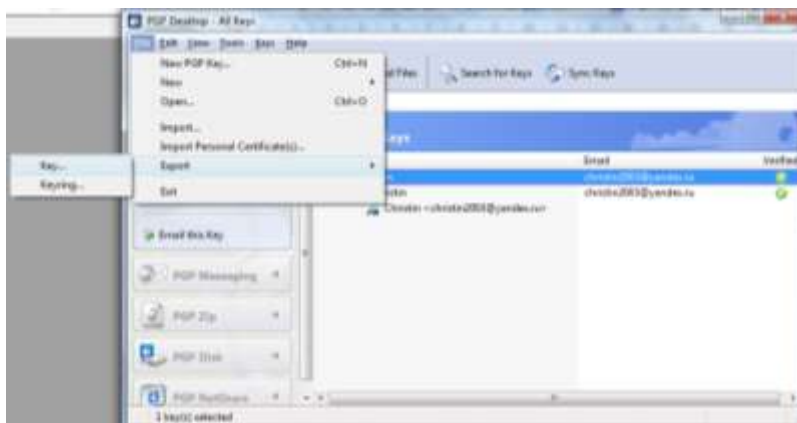 PGP Desktop - All Keys
File Edit View Tools Keys Help
New PGP Key... Ctrl+N
New
Open... Ctrl+O
Import...
Import Personal Certificate(s)...
Export
Exit
Key...
Keyring...
Files
Search for Keys
Sync Keys
Email
Verified
Email this Key
PGP Messaging
PGP Zip
PGP Disk
PGP NetShare
1 key(s) selected